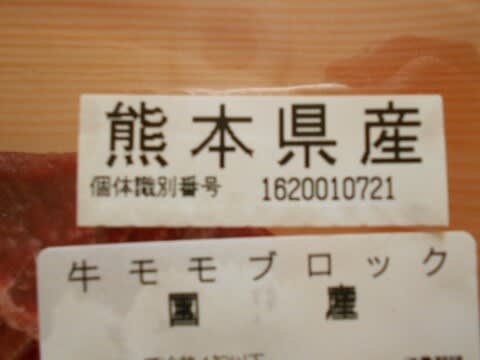 熊本県産
個体識別番号 1620010721
牛モモブロック
国産